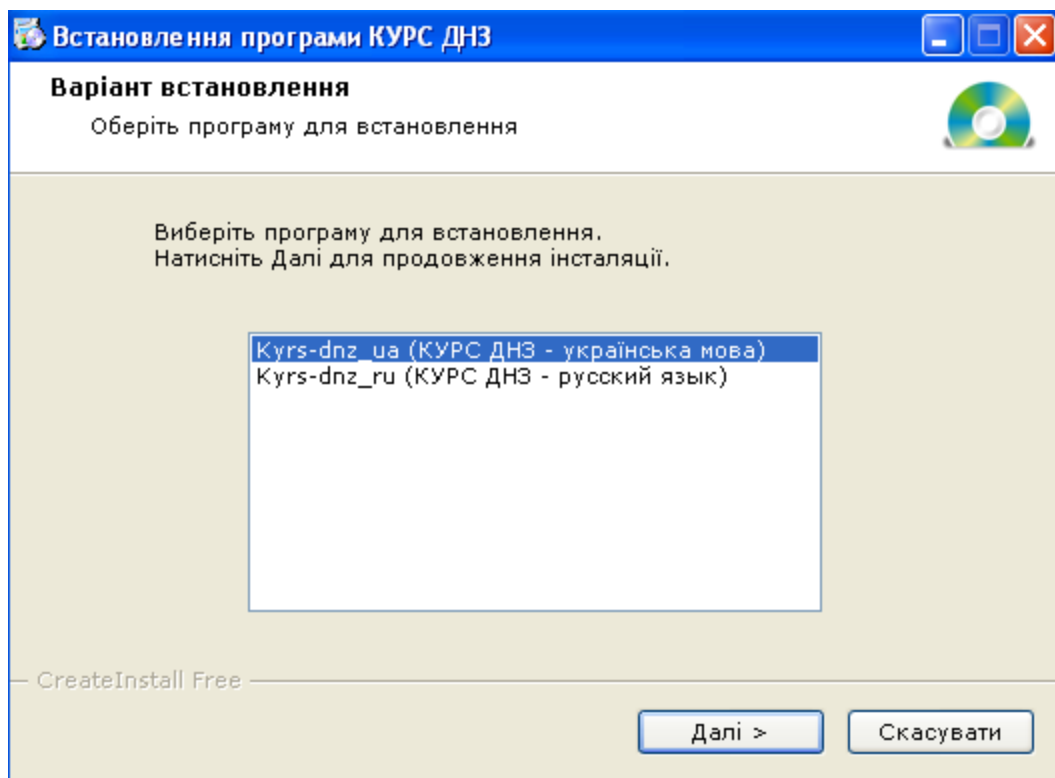 Встановлення програми КУРС ДНЗ
Варіант встановлення
Оберіть програму для встановлення
Виберіть програму для встановлення.
Натисніть Далі для продовження інсталяції.
Kyrs-dnz_ua (КУРС ДНЗ - українська мова)
Kyrs-dnz_ru (КУРС ДНЗ - русский язык)
CreateInstall Free
Далі >
Скасувати